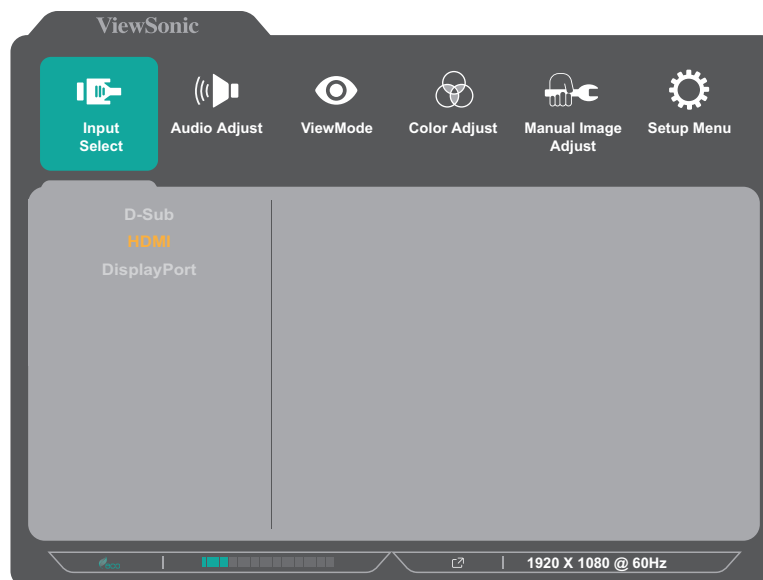 ViewSonic
Input
Select
Audio Adjust
ViewMode
Color Adjust
Manual Image
Adjust
Setup Menu
D-Sub
HDMI
DisplayPort
eco
1920 X 1080 @ 60Hz